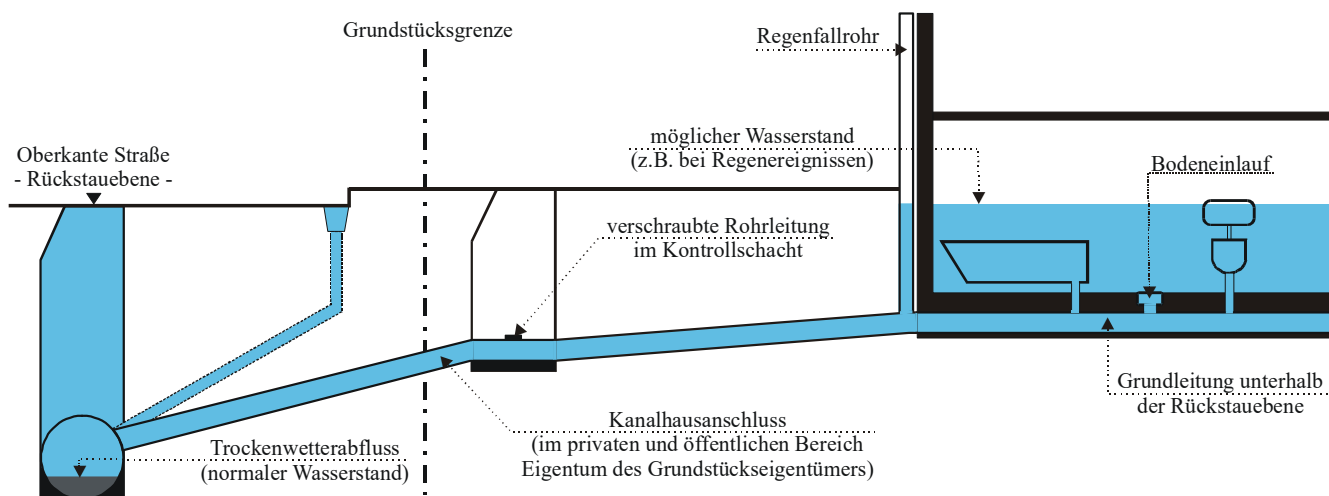 Grundstücksgrenze
Regenfallrohr
Oberkante Straße
- Rückstauebene -
möglicher Wasserstand
(z.B. bei Regenereignissen)
Bodeneinlauf
verschraubte Rohrleitung
im Kontrollschacht
Grundleitung unterhalb
der Rückstauebene
Kanalhausanschluss
(im privaten und öffentlichen Bereich
Eigentum des Grundstückseigentümers)
Trockenwetterabfluss
(normaler Wasserstand)